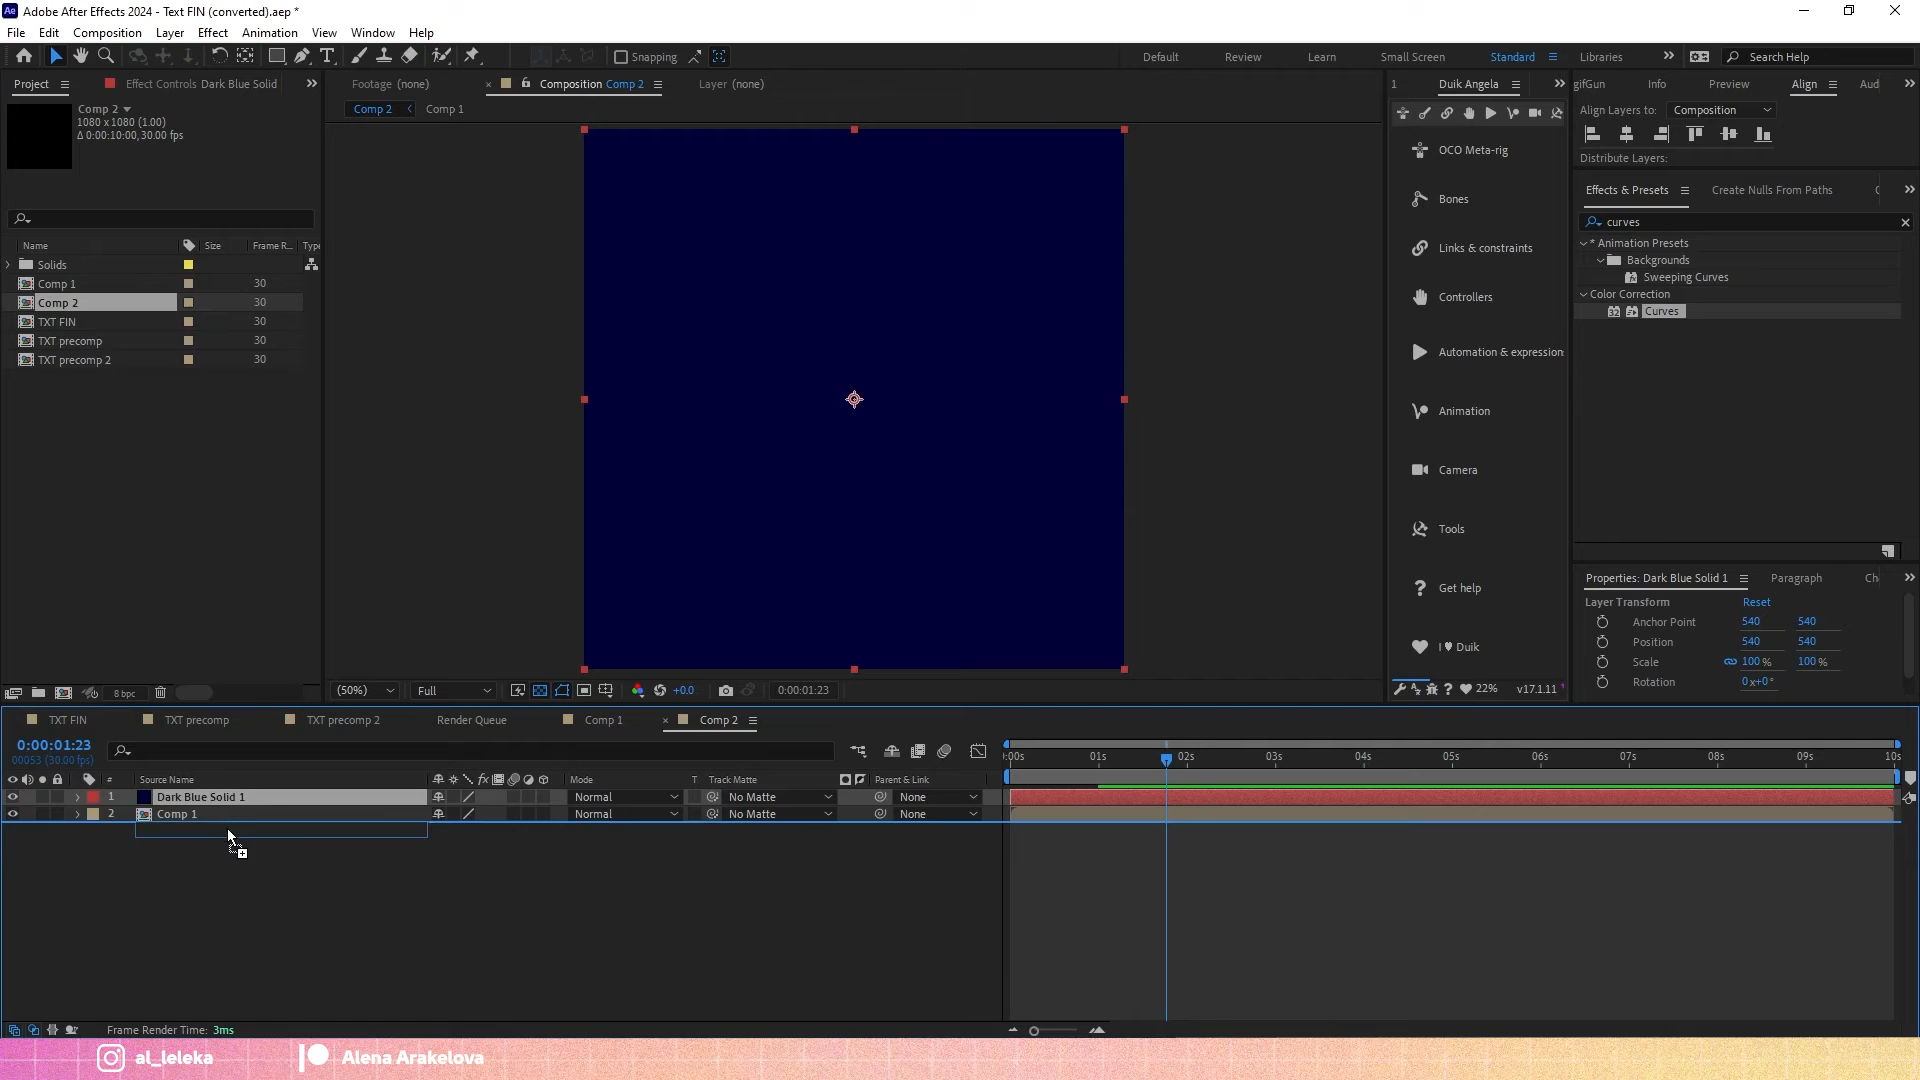 Adobe After Effects 2024 - Text FIN (converted).aep *
File Edit Composition Layer Effect Animation View Window Help
Snapping Default Review Learn Small Screen Standard Libraries Search Help
Project Effect Controls Dark Blue Solid Footage (none) Composition Comp 2 Layer (none) 1 Duik Angela gifGun Info Preview Align Aud
Comp 2
1080 x 1080 (1.00)
Δ 0:00:10:00, 30.00 fps
Comp 2 Comp 1
Align Layers to: Composition
Distribute Layers:
OCO Meta-rig
Bones
Links & constraints
Controllers
Automation & expression
Animation
Camera
Tools
Get help
I ♥ Duik
22% v17.1.11
Effects & Presets Create Nulls From Paths
curves
* Animation Presets
Backgrounds
Sweeping Curves
Color Correction
32 Curves
Name Size Frame R... Type
Solids
Comp 1 30
Comp 2 30
TXT FIN 30
TXT precomp 30
TXT precomp 2 30
8 bpc
(50%) Full +0.0 0:00:01:23
Properties: Dark Blue Solid 1 Paragraph Ch
Layer Transform Reset
Anchor Point 540 540
Position 540 540
Scale 100 % 100 %
Rotation 0x+0°
TXT FIN TXT precomp TXT precomp 2 Render Queue Comp 1 Comp 2
0:00:01:23
00053 (30.00 fps)
:00s 01s 02s 03s 04s 05s 06s 07s 08s 09s 10s
# Source Name fx Mode T Track Matte Parent & Link
1 Dark Blue Solid 1 Normal No Matte None
2 Comp 1 Normal No Matte None
Frame Render Time: 3ms
al_leleka Alena Arakelova